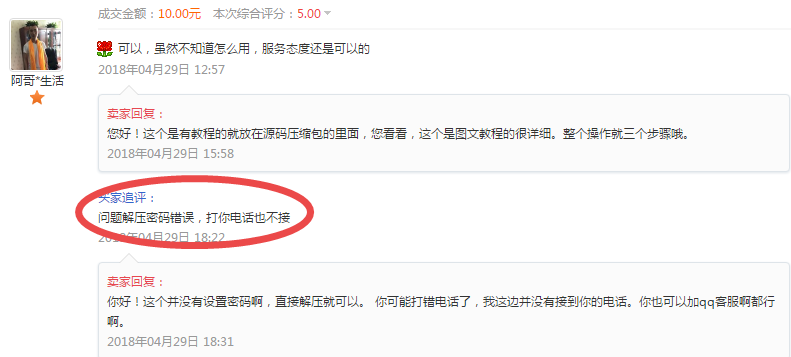 成交金额：10.00元 本次综合评分：5.00
可以，虽然不知道怎么用，服务态度还是可以的
阿哥*生活
2018年04月29日 12:57
卖家回复：
您好！这个是有教程的就放在源码压缩包的里面，您看看，这个是图文教程的很详细。整个操作就三个步骤哦。
2018年04月29日 15:58
买家追评：
问题解压密码错误，打你电话也不接
2018年04月29日 18:22
卖家回复：
你好！这个并没有设置密码啊，直接解压就可以。 你可能打错电话了，我这边并没有接到你的电话。你也可以加qq客服啊都行
啊。
2018年04月29日 18:31